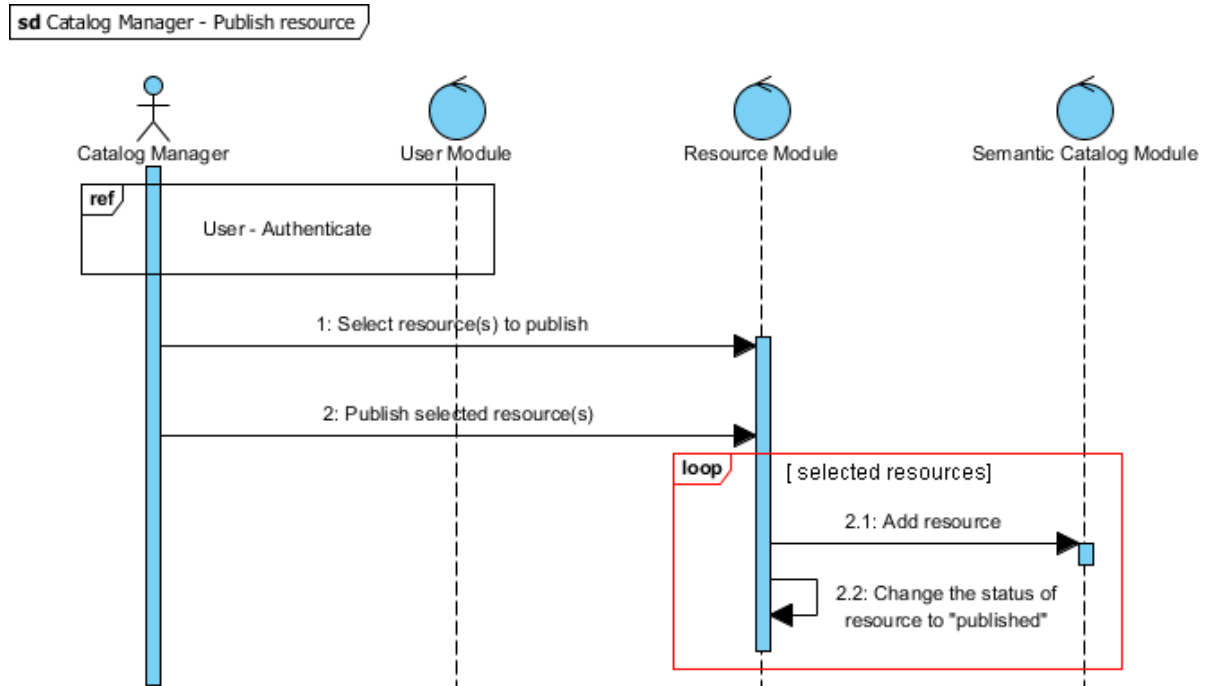 sd Catalog Manager - Publish resource
Catalog Manager
User Module
Resource Module
Semantic Catalog Module
ref
User - Authenticate
1: Select resource(s) to publish
2: Publish selected resource(s)
loop
[ selected resources]
2.1: Add resource
2.2: Change the status of
resource to "published"